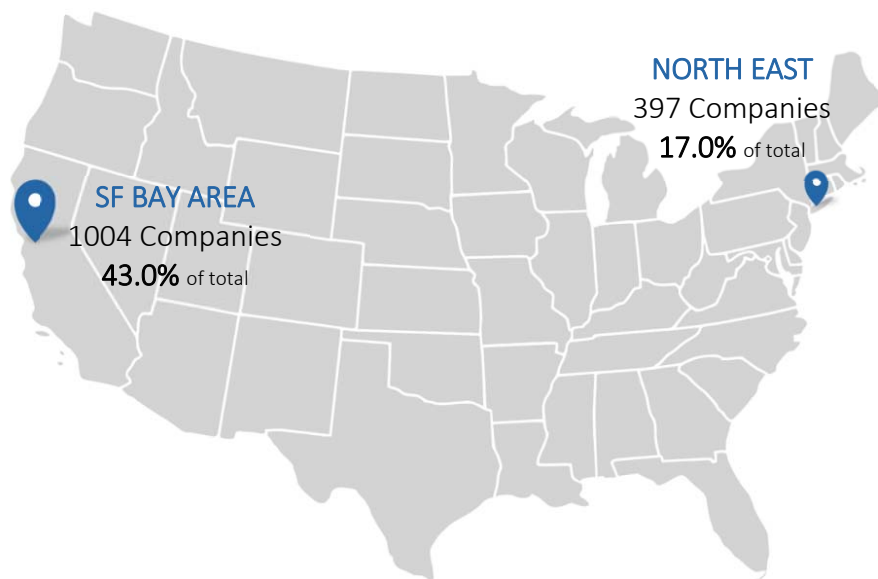 NORTH EAST
397 Companies
17.0% of total
SF BAY AREA
1004 Companies
43.0% of total